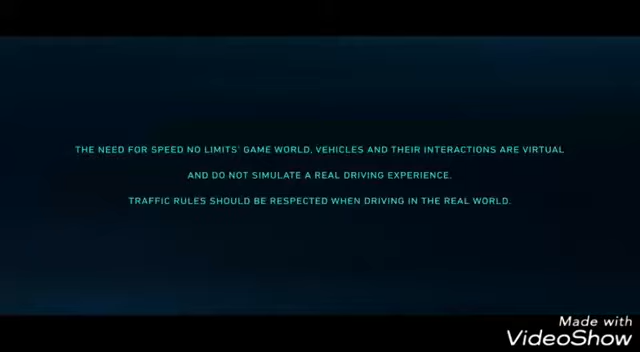 THE NEED FOR SPEED NO LIMITS' GAME WORLD, VEHICLES AND THEIR INTERACTIONS ARE VIRTUAL
AND DO NOT SIMULATE A REAL DRIVING EXPERIENCE.
TRAFFIC RULES SHOULD BE RESPECTED WHEN DRIVING IN THE REAL WORLD.
Made with
VideoShow